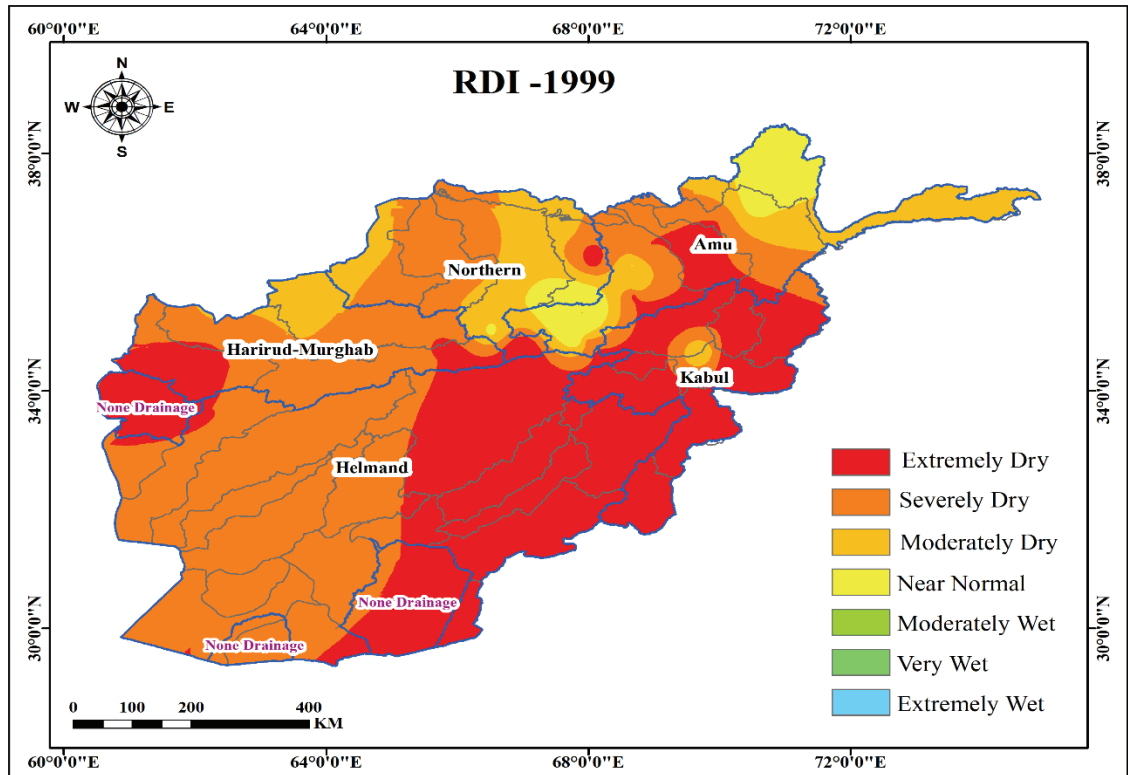 60°0'0"E 64°0'0"E 68°0'0"E 72°0'0"E
RDI -1999
N
W E
S
38°0'0"N 38°0'0"N
Amu
Northern
Harirud-Murghab
Kabul
34°0'0"N 34°0'0"N
None Drainage
Helmand
Extremely Dry
Severely Dry
Moderately Dry
Near Normal
None Drainage
Moderately Wet
30°0'0"N 30°0'0"N
None Drainage
Very Wet
Extremely Wet
0 100 200 400
KM
60°0'0"E 64°0'0"E 68°0'0"E 72°0'0"E